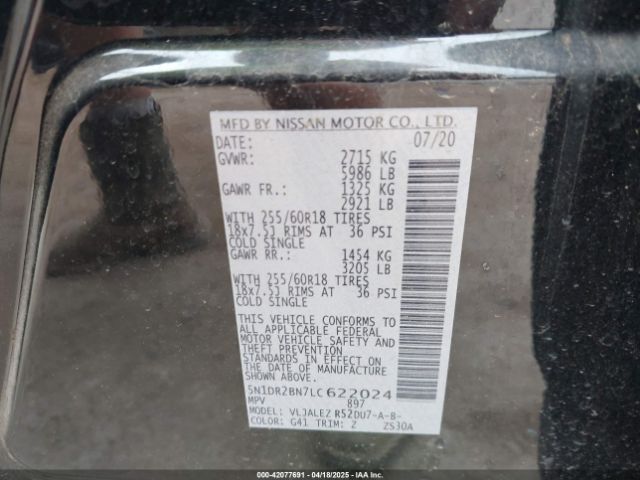 MFD BY NISSAN MOTOR CO., LTD.
DATE: 07/20
GVWR: 2715 KG
5986 LB
GAWR FR.: 1325 KG
2921 LB
WITH 255/60R18 TIRES
18x7.5J RIMS AT 36 PSI
COLD SINGLE
GAWR RR.: 1454 KG
3205 LB
WITH 255/60R18 TIRES
18x7.5J RIMS AT 36 PSI
COLD SINGLE
THIS VEHICLE CONFORMS TO
ALL APPLICABLE FEDERAL
MOTOR VEHICLE SAFETY AND
THEFT PREVENTION
STANDARDS IN EFFECT ON
THE DATE OF MANUFACTURE
SHOWN ABOVE.
5N1DR2BN7LC622024
MPV 897
MODEL: VLJALEZ R52DU7-A-B-
COLOR: G41 TRIM: Z ZS30A
000-42077691 - 04/18/2025 - IAAI.COM